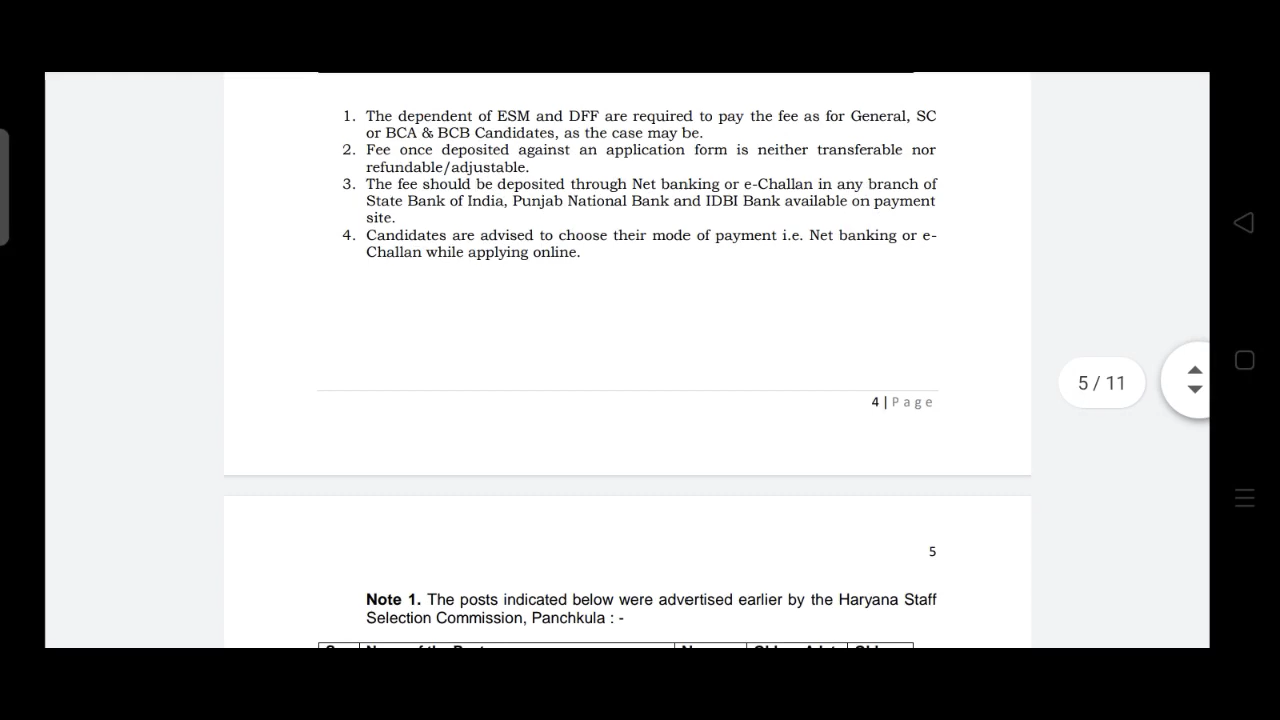 1. The dependent of ESM and DFF are required to pay the fee as for General, SC
or BCA & BCB Candidates, as the case may be.
2. Fee once deposited against an application form is neither transferable nor
refundable/adjustable.
3. The fee should be deposited through Net banking or e-Challan in any branch of
State Bank of India, Punjab National Bank and IDBI Bank available on payment
site.
4. Candidates are advised to choose their mode of payment i.e. Net banking or e-
Challan while applying online.
5 / 11
4 | Page
5
Note 1. The posts indicated below were advertised earlier by the Haryana Staff
Selection Commission, Panchkula : -